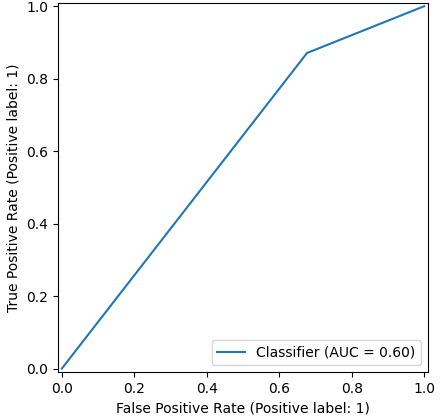 1.0
0.8
0.6
0.4
0.2
0.0
True Positive Rate (Positive label: 1)
Classifier (AUC = 0.60)
0.0 0.2 0.4 0.6 0.8 1.0
False Positive Rate (Positive label: 1)